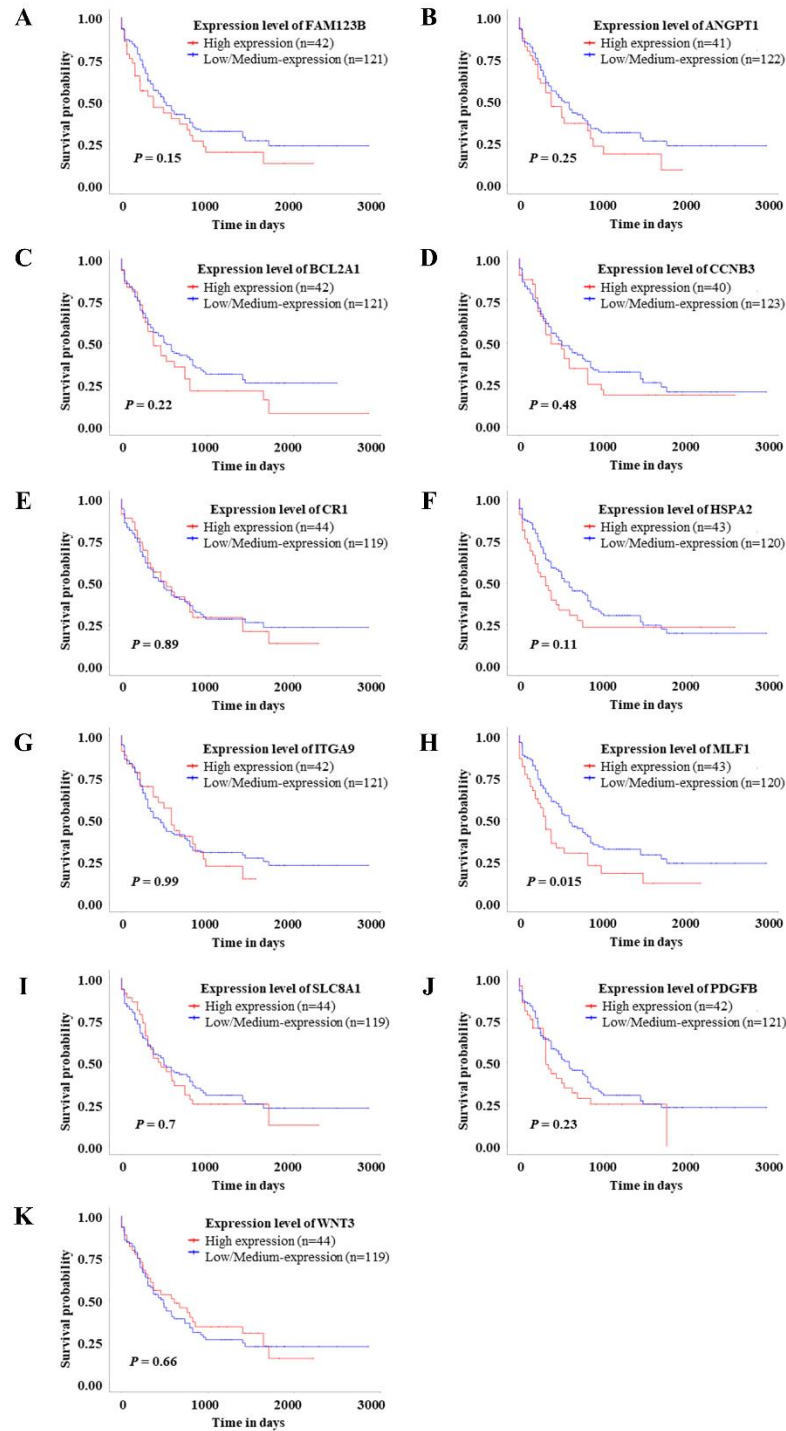 A
Expression level of FAM123B
High expression (n=42)
Low/Medium-expression (n=121)
Survival probability
1.00
0.75
0.50
0.25
0.00
P = 0.15
0 1000 2000 3000
Time in days
B
Expression level of ANGPT1
High expression (n=41)
Low/Medium-expression (n=122)
Survival probability
1.00
0.75
0.50
0.25
0.00
P = 0.25
0 1000 2000 3000
Time in days
C
Expression level of BCL2A1
High expression (n=42)
Low/Medium-expression (n=121)
Survival probability
1.00
0.75
0.50
0.25
0.00
P = 0.22
0 1000 2000 3000
Time in days
D
Expression level of CCNB3
High expression (n=40)
Low/Medium-expression (n=123)
Survival probability
1.00
0.75
0.50
0.25
0.00
P = 0.48
0 1000 2000 3000
Time in days
E
Expression level of CR1
High expression (n=44)
Low/Medium-expression (n=119)
Survival probability
1.00
0.75
0.50
0.25
0.00
P = 0.89
0 1000 2000 3000
Time in days
F
Expression level of HSPA2
High expression (n=43)
Low/Medium-expression (n=120)
Survival probability
1.00
0.75
0.50
0.25
0.00
P = 0.11
0 1000 2000 3000
Time in days
G
Expression level of ITGA9
High expression (n=42)
Low/Medium-expression (n=121)
Survival probability
1.00
0.75
0.50
0.25
0.00
P = 0.99
0 1000 2000 3000
Time in days
H
Expression level of MLF1
High expression (n=43)
Low/Medium-expression (n=120)
Survival probability
1.00
0.75
0.50
0.25
0.00
P = 0.015
0 1000 2000 3000
Time in days
I
Expression level of SLC8A1
High expression (n=44)
Low/Medium-expression (n=119)
Survival probability
1.00
0.75
0.50
0.25
0.00
P = 0.7
0 1000 2000 3000
Time in days
J
Expression level of PDGFB
High expression (n=42)
Low/Medium-expression (n=121)
Survival probability
1.00
0.75
0.50
0.25
0.00
P = 0.23
0 1000 2000 3000
Time in days
K
Expression level of WNT3
High expression (n=44)
Low/Medium-expression (n=119)
Survival probability
1.00
0.75
0.50
0.25
0.00
P = 0.66
0 1000 2000 3000
Time in days